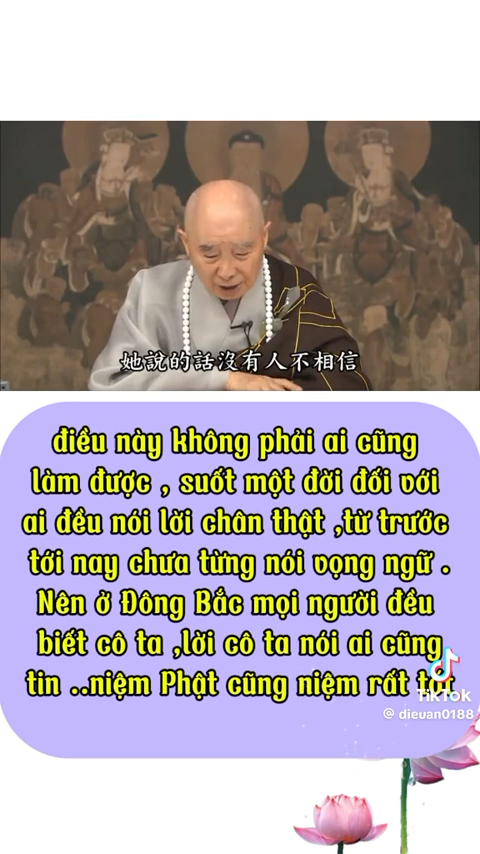 她說的話沒有人不相信
điều này không phải ai cũng
làm được , suốt một đời đối với
ai đều nói lời chân thật ,từ trước
tới nay chưa từng nói vọng ngữ .
Nên ở Đông Bắc mọi người đều
biết cô ta ,lời cô ta nói ai cũng
tin ..niệm Phật cũng niệm rất tốt
TikTok
@ dieuan0188